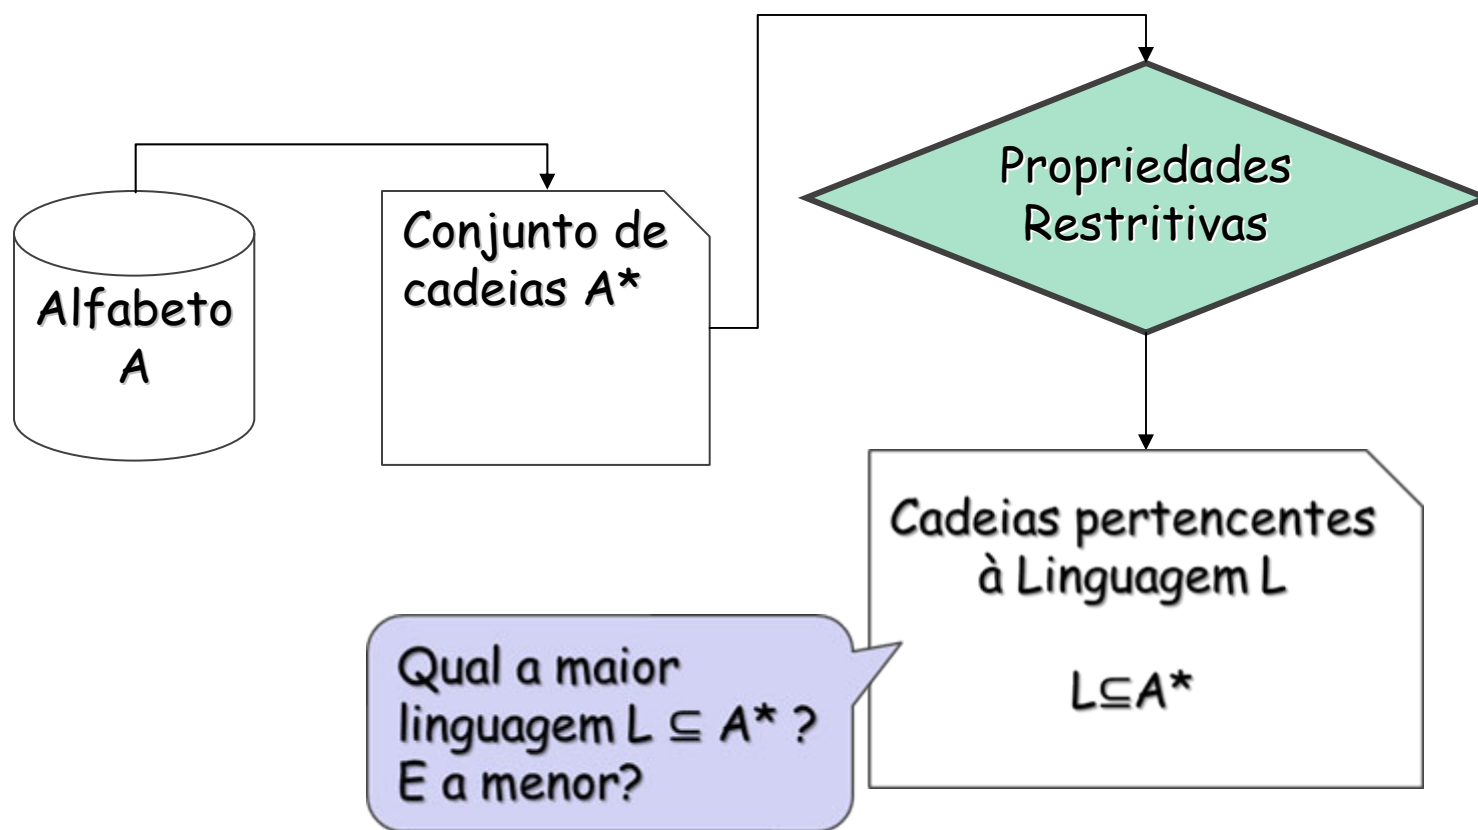 Alfabeto
A
Conjunto de
cadeias A*
Propriedades
Restritivas
Cadeias pertencentes
à Linguagem L
L⊆A*
Qual a maior
linguagem L ⊆ A* ?
E a menor?